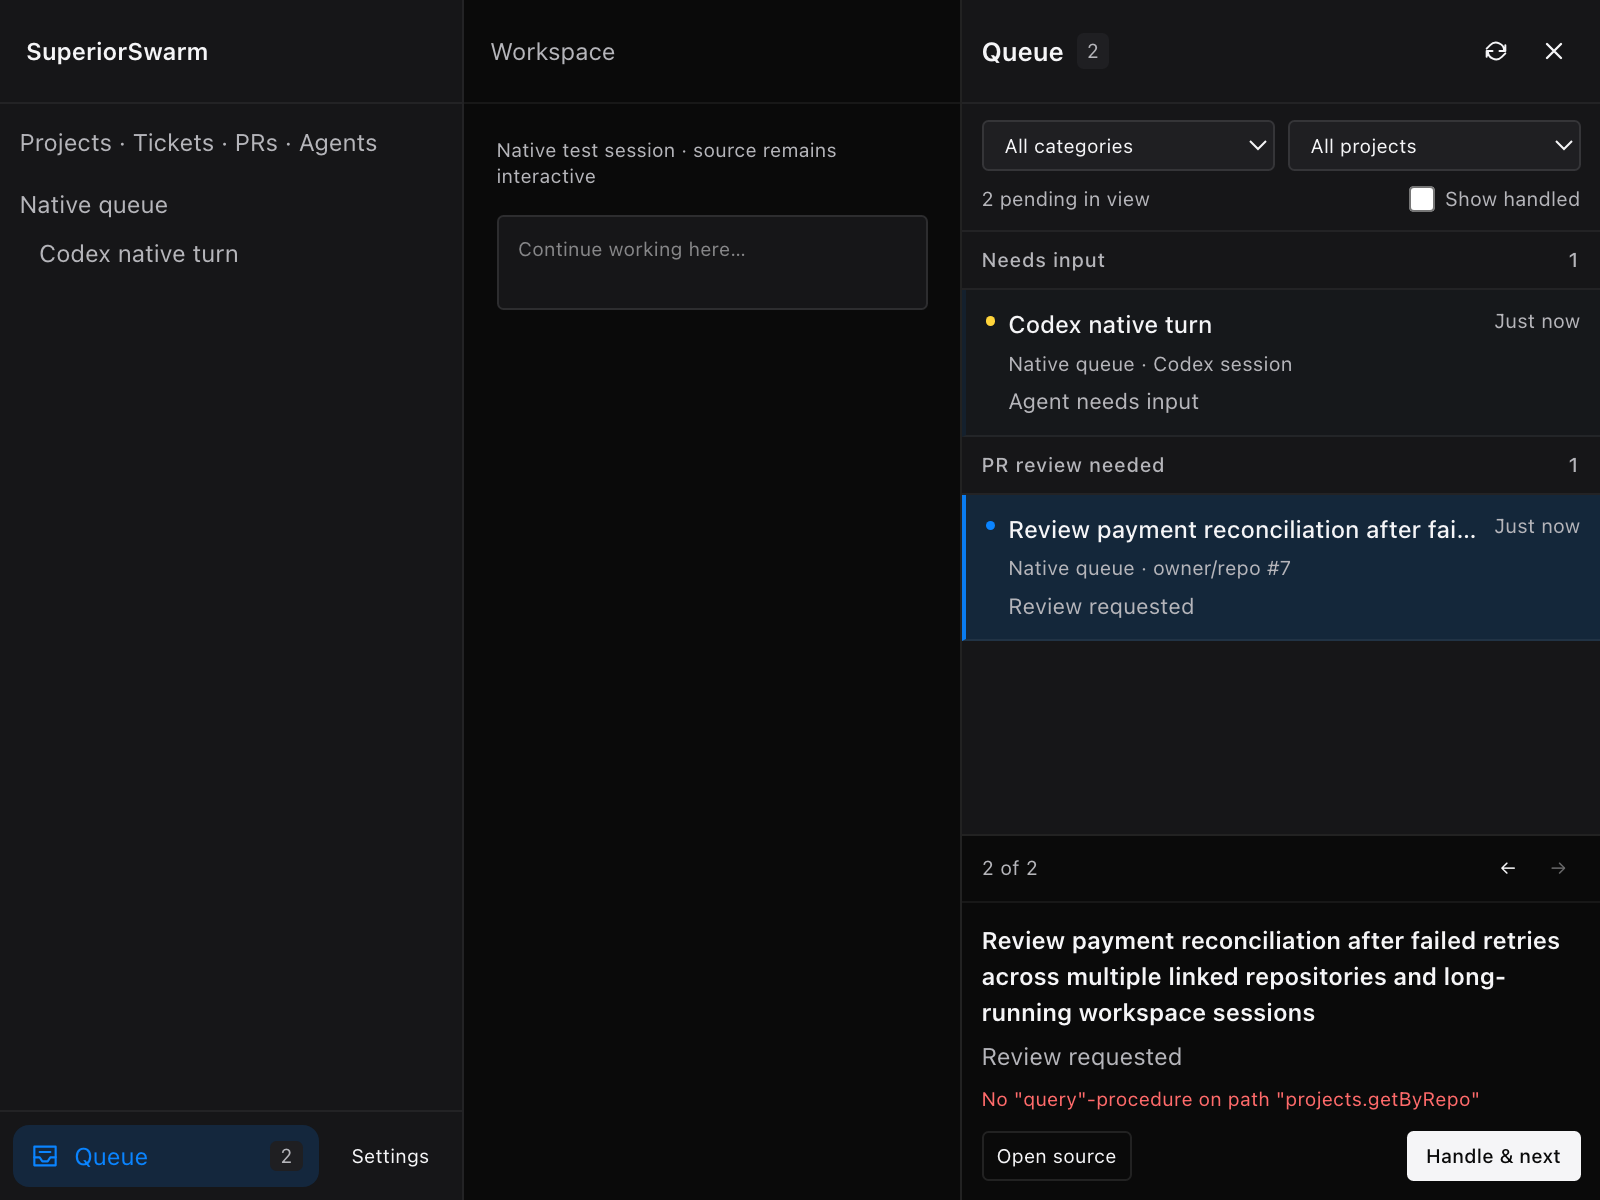 SuperiorSwarm
Projects · Tickets · PRs · Agents
Native queue
Codex native turn
Queue
2
Settings
Workspace
Native test session · source remains
interactive
Continue working here...
Queue
2
All categories
All projects
2 pending in view
Show handled
Needs input
1
Codex native turn
Just now
Native queue · Codex session
Agent needs input
PR review needed
1
Review payment reconciliation after fai...
Just now
Native queue · owner/repo #7
Review requested
2 of 2
Review payment reconciliation after failed retries
across multiple linked repositories and long-
running workspace sessions
Review requested
No "query"-procedure on path "projects.getByRepo"
Open source
Handle & next